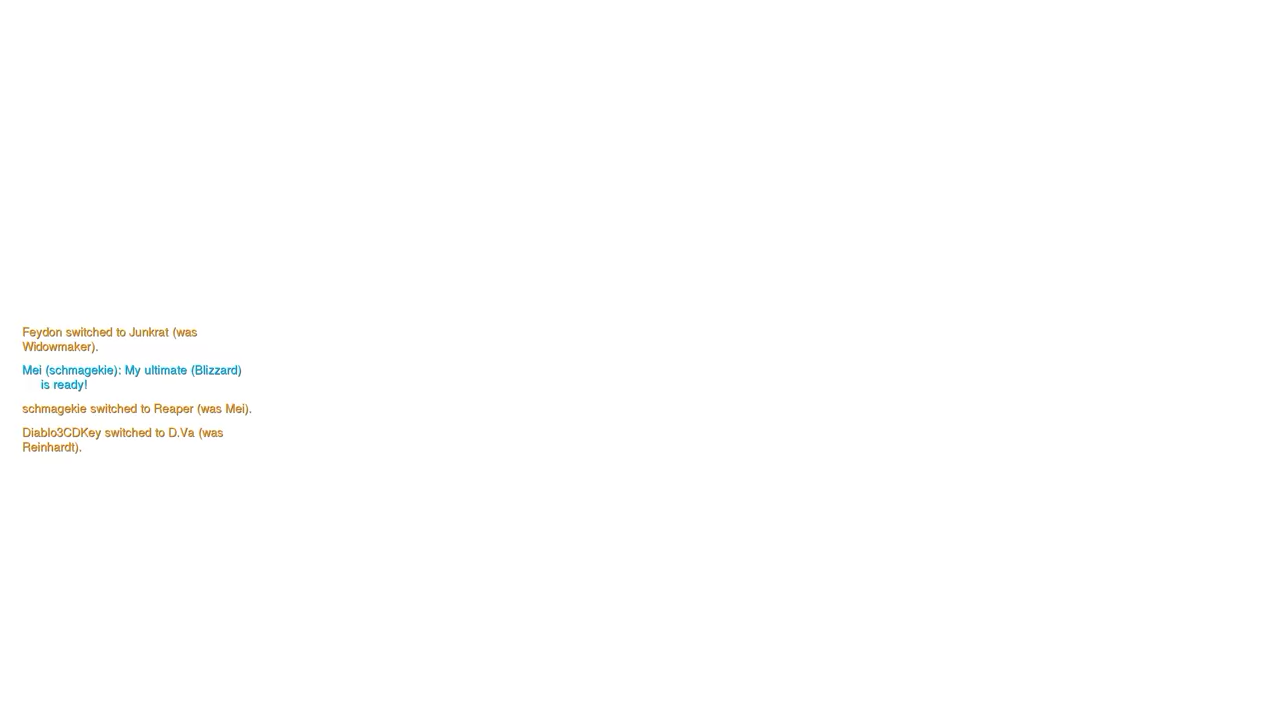 Feydon switched to Junkrat (was
Widowmaker).
Mei (schmagekie): My ultimate (Blizzard)
is ready!
schmagekie switched to Reaper (was Mei).
Diablo3CDKey switched to D.Va (was
Reinhardt).